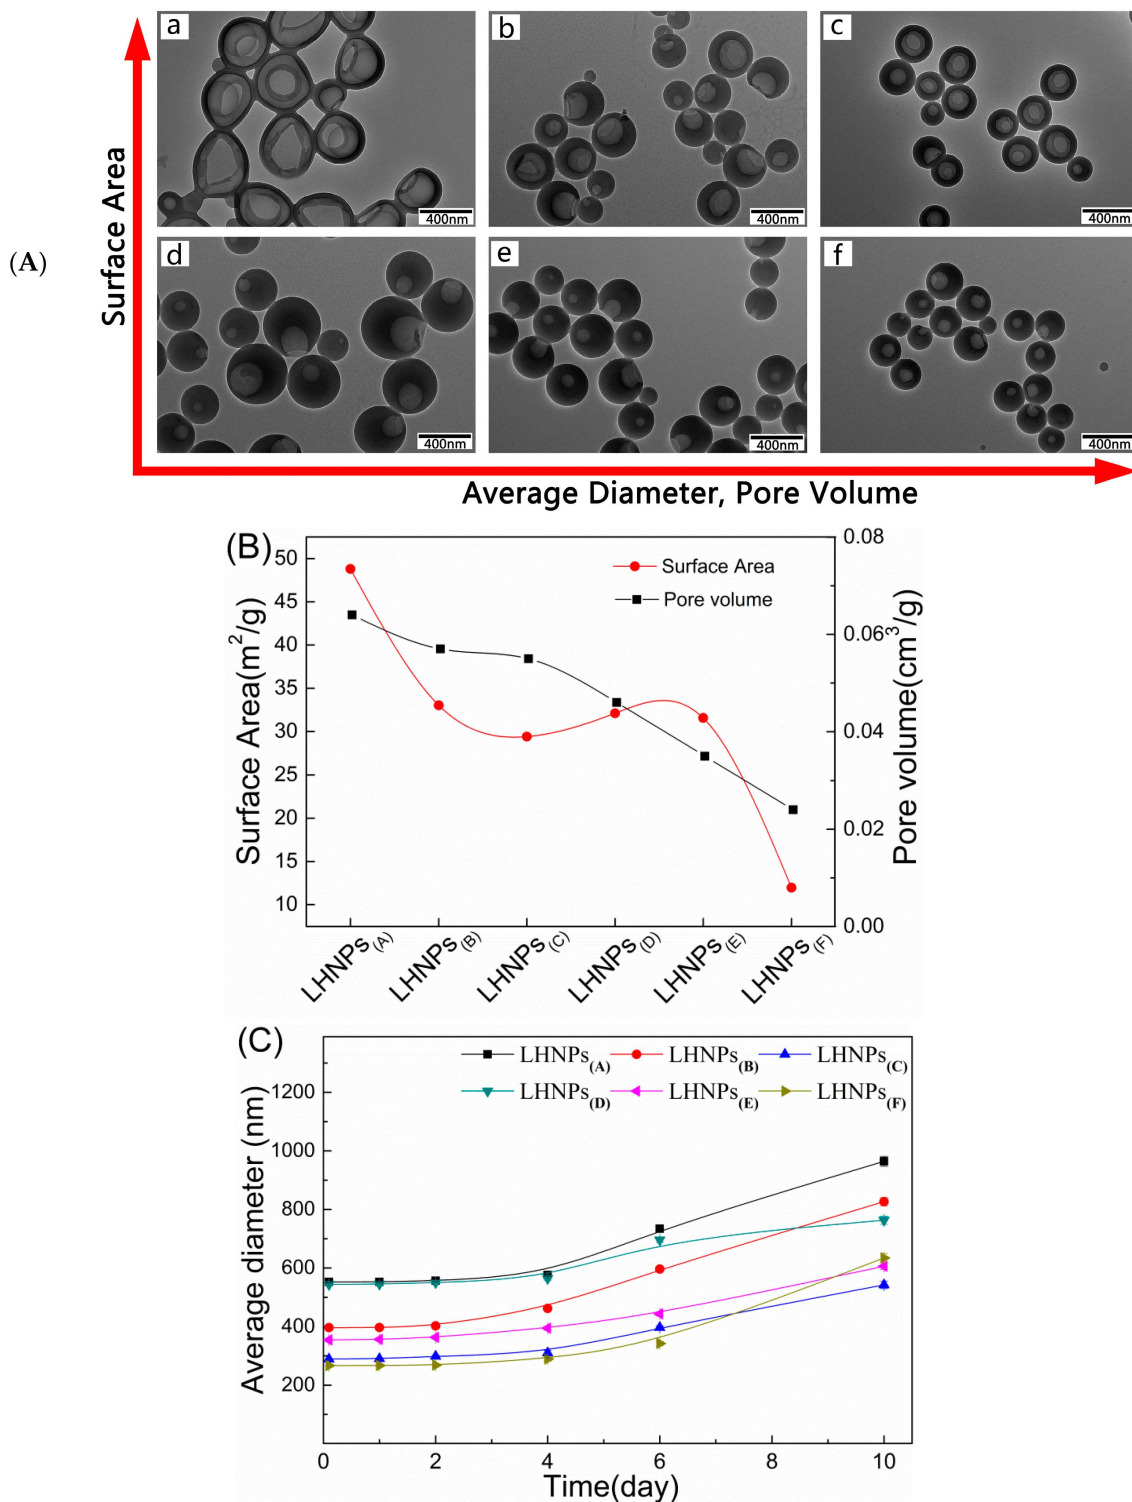 a
b
c
400nm
400nm
400nm
(A)
Surface Area
d
e
f
400nm
400nm
400nm
Average Diameter, Pore Volume
(B)
Surface Area
Pore volume
50
45
40
35
30
25
20
15
10
Surface Area(m²/g)
0.08
0.06
0.04
0.02
0.00
Pore volume(cm³/g)
LHNPs (A)
LHNPs (B)
LHNPs (C)
LHNPs (D)
LHNPs (E)
LHNPs (F)
(C)
LHNPs(A) LHNPs(B) LHNPs(C)
LHNPs(D) LHNPs(E) LHNPs(F)
1200
1000
800
600
400
200
Average diameter (nm)
0 2 4 6 8 10
Time(day)